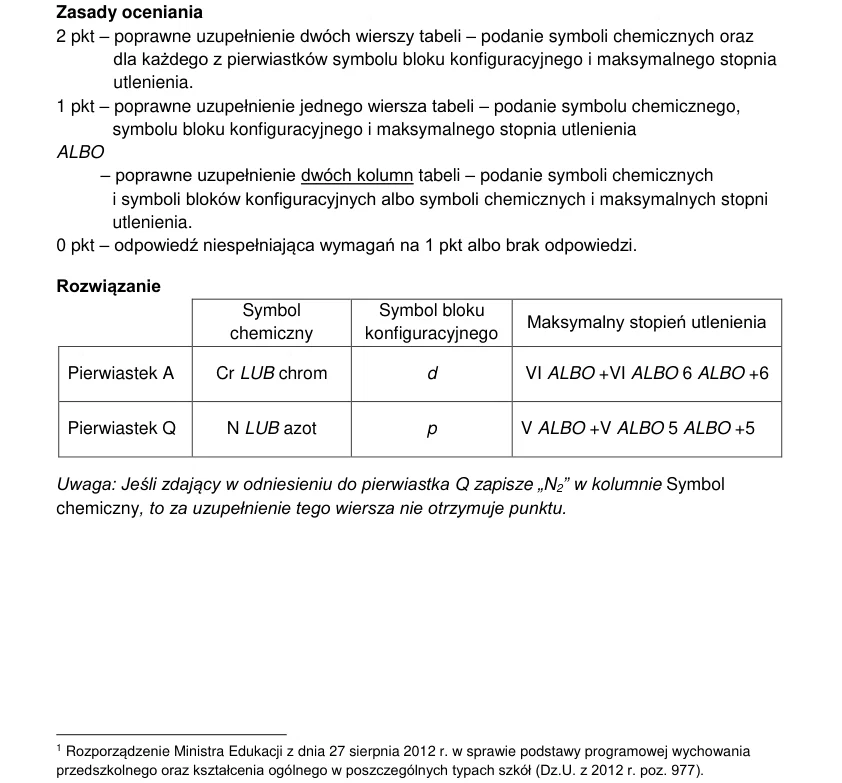 Zasady oceniania
2 pkt – poprawne uzupełnienie dwóch wierszy tabeli – podanie symboli chemicznych oraz
dla każdego z pierwiastków symbolu bloku konfiguracyjnego i maksymalnego stopnia
utlenienia.
1 pkt – poprawne uzupełnienie jednego wiersza tabeli – podanie symbolu chemicznego,
symbolu bloku konfiguracyjnego i maksymalnego stopnia utlenienia
ALBO
– poprawne uzupełnienie dwóch kolumn tabeli – podanie symboli chemicznych
i symboli bloków konfiguracyjnych albo symboli chemicznych i maksymalnych stopni
utlenienia.
0 pkt – odpowiedź niespełniająca wymagań na 1 pkt albo brak odpowiedzi.
Rozwiązanie
Symbol chemiczny Symbol bloku konfiguracyjnego Maksymalny stopień utlenienia
Pierwiastek A Cr LUB chrom d VI ALBO +VI ALBO 6 ALBO +6
Pierwiastek Q N LUB azot p V ALBO +V ALBO 5 ALBO +5
Uwaga: Jeśli zdający w odniesieniu do pierwiastka Q zapisze „N₂” w kolumnie Symbol
chemiczny, to za uzupełnienie tego wiersza nie otrzymuje punktu.
¹ Rozporządzenie Ministra Edukacji z dnia 27 sierpnia 2012 r. w sprawie podstawy programowej wychowania
przedszkolnego oraz kształcenia ogólnego w poszczególnych typach szkół (Dz.U. z 2012 r. poz. 977).